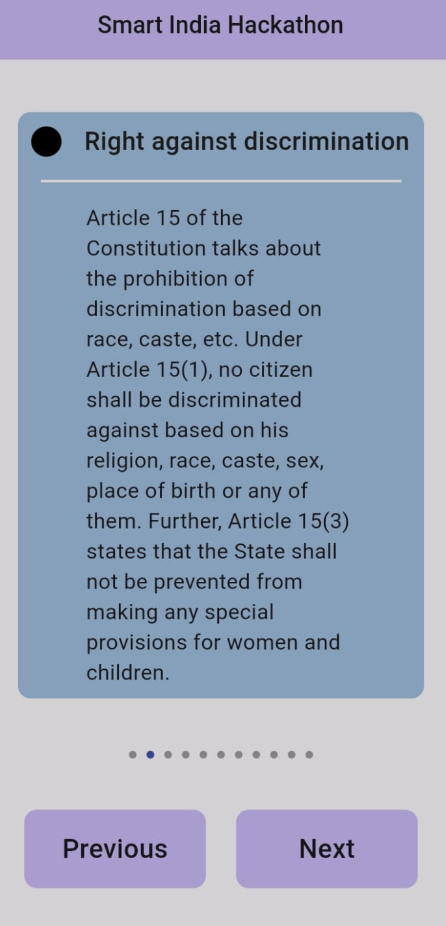 Smart India Hackathon
Right against discrimination
Article 15 of the
Constitution talks about
the prohibition of
discrimination based on
race, caste, etc. Under
Article 15(1), no citizen
shall be discriminated
against based on his
religion, race, caste, sex,
place of birth or any of
them. Further, Article 15(3)
states that the State shall
not be prevented from
making any special
provisions for women and
children.
Previous
Next